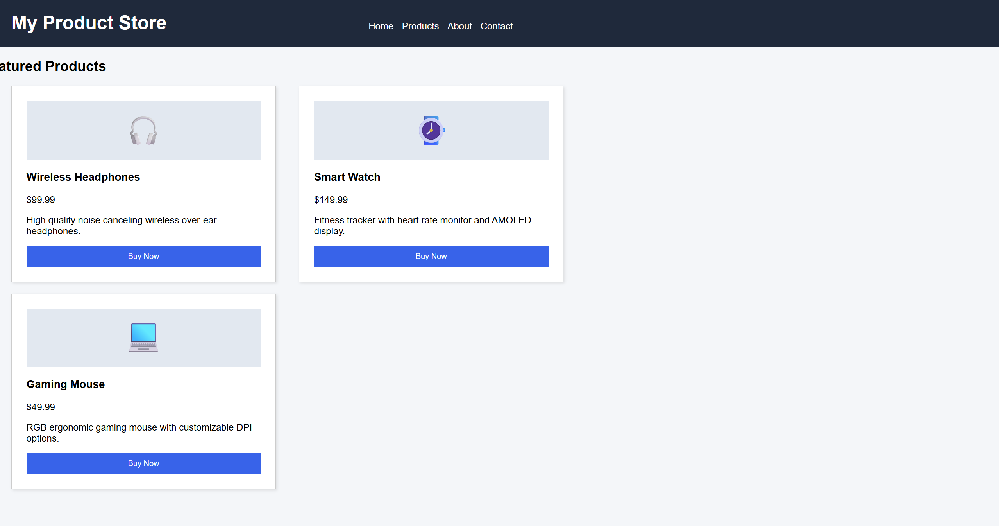 My Product Store
Home Products About Contact
atured Products
Wireless Headphones
$99.99
High quality noise canceling wireless over-ear
headphones.
Buy Now
Smart Watch
$149.99
Fitness tracker with heart rate monitor and AMOLED
display.
Buy Now
Gaming Mouse
$49.99
RGB ergonomic gaming mouse with customizable DPI
options.
Buy Now